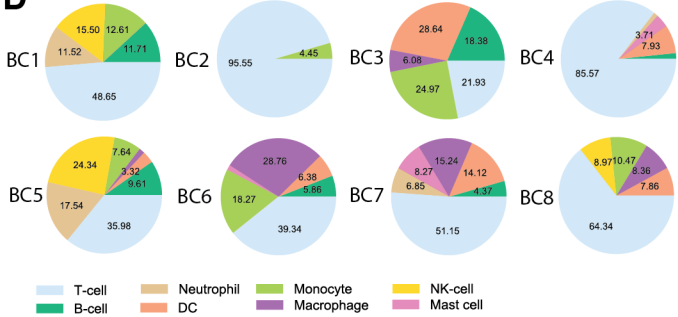 D
BC1 15.50 12.61 11.52 11.71 48.65
BC2 95.55 4.45
BC3 28.64 18.38 6.08 24.97 21.93
BC4 3.71 7.93 85.57
BC5 24.34 7.64 3.32 9.61 17.54 35.98
BC6 28.76 6.38 5.86 18.27 39.34
BC7 15.24 8.27 14.12 6.85 4.37 51.15
BC8 8.97 10.47 8.36 7.86 64.34
T-cell Neutrophil Monocyte NK-cell
B-cell DC Macrophage Mast cell